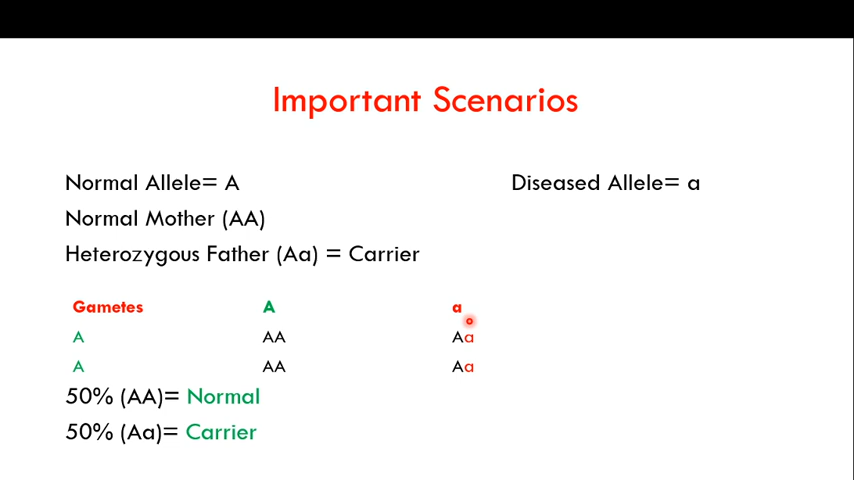 Important Scenarios
Normal Allele= A Diseased Allele= a
Normal Mother (AA)
Heterozygous Father (Aa) = Carrier
Gametes A a
A AA Aa
A AA Aa
50% (AA)= Normal
50% (Aa)= Carrier